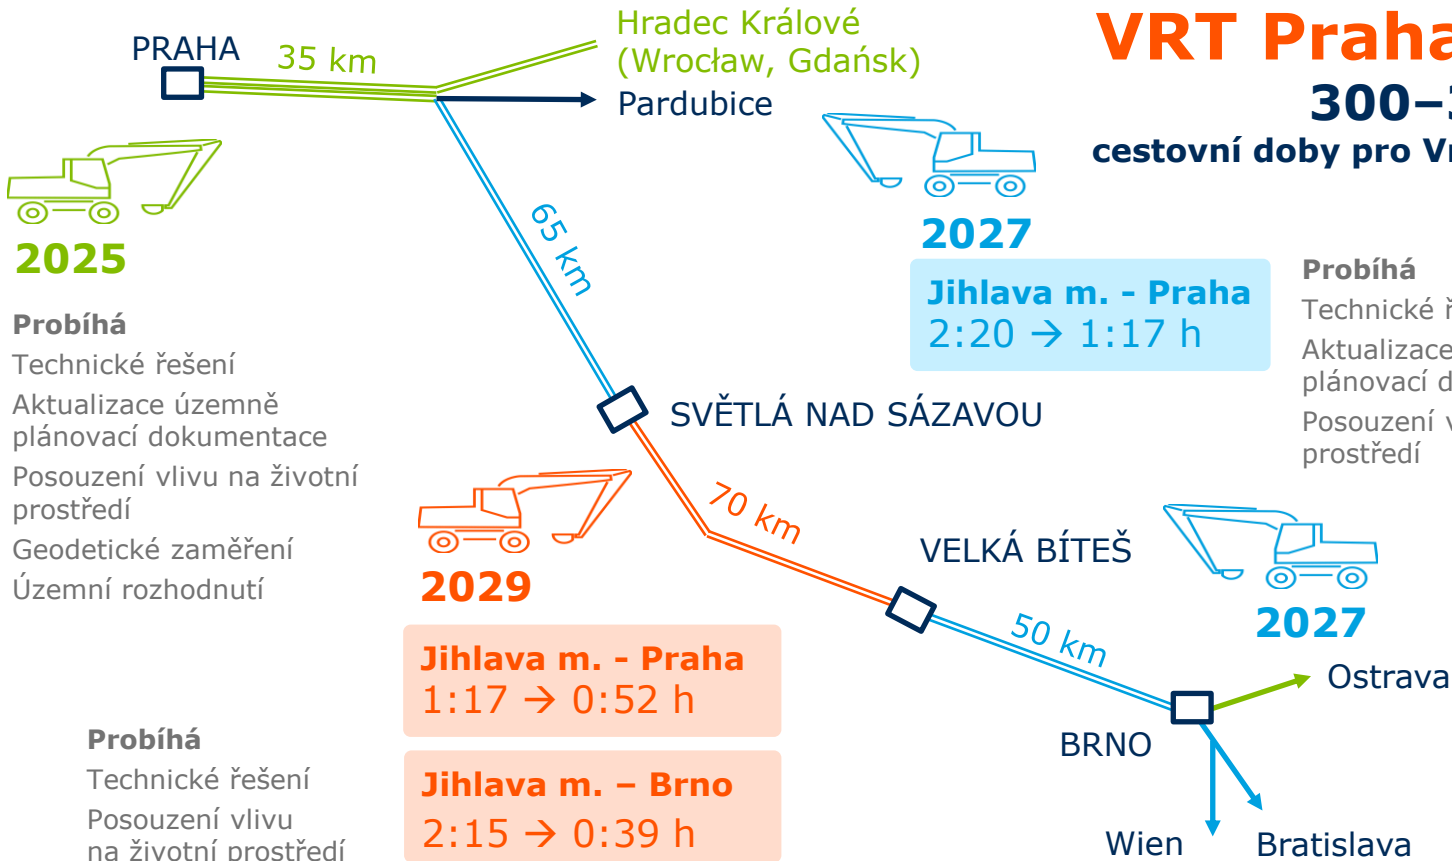 VRT Praha
300–
cestovní doby pro
PRAHA
35 km
Hradec Králové
(Wrocław, Gdańsk)
Pardubice
2025
Probíhá
Technické řešení
Aktualizace územně
plánovací dokumentace
Posouzení vlivu na životní
prostředí
Geodetické zaměření
Územní rozhodnutí
65 km
2027
Jihlava m. - Praha
2:20 → 1:17 h
Probíhá
Technické
Aktualizace
plánovací
Posouzení
prostředí
SVĚTLÁ NAD SÁZAVOU
70 km
2029
VELKÁ BÍTEŠ
2027
50 km
Jihlava m. - Praha
1:17 → 0:52 h
Jihlava m. – Brno
2:15 → 0:39 h
Probíhá
Technické řešení
Posouzení vlivu
na životní prostředí
Ostrava
BRNO
Wien
Bratislava